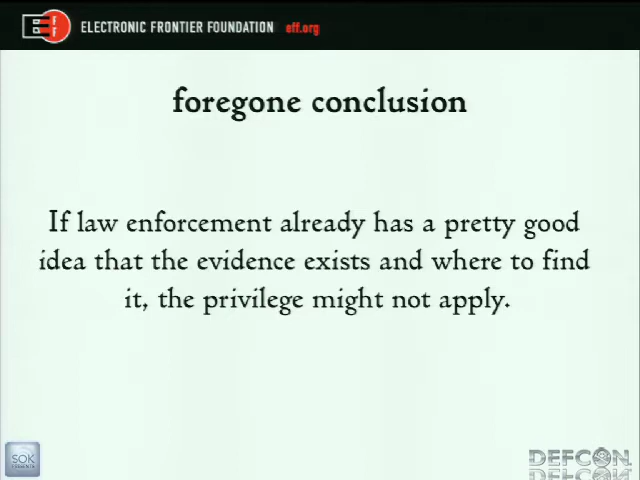 ELECTRONIC FRONTIER FOUNDATION eff.org
foregone conclusion
If law enforcement already has a pretty good
idea that the evidence exists and where to find
it, the privilege might not apply.
SOK
DEFCON